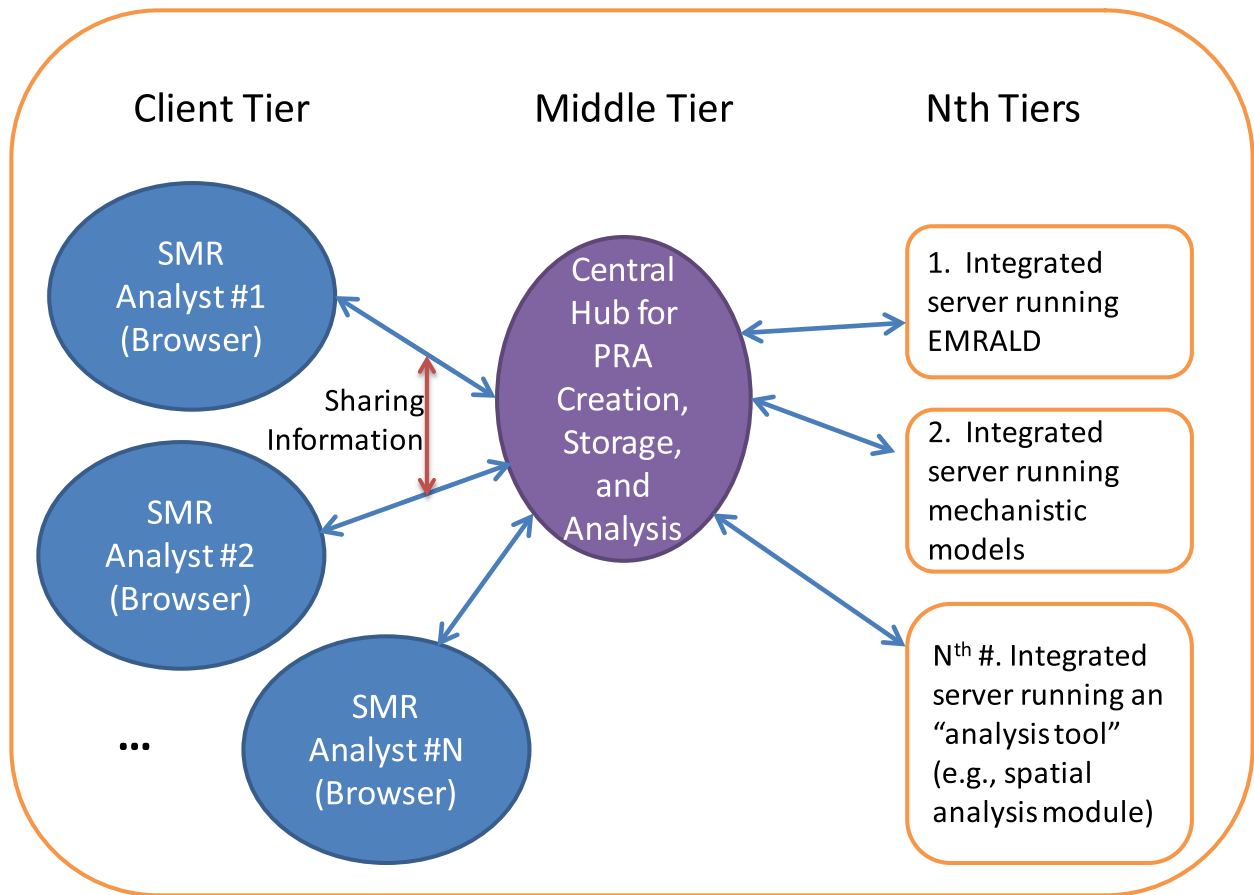 Client Tier
Middle Tier
Nth Tiers
SMR
Analyst #1
(Browser)
Sharing
Information
SMR
Analyst #2
(Browser)
...
SMR
Analyst #N
(Browser)
Central
Hub for
PRA
Creation,
Storage,
and
Analysis
1. Integrated
server running
EMRALD
2. Integrated
server running
mechanistic
models
Nth #. Integrated
server running an
“analysis tool”
(e.g., spatial
analysis module)